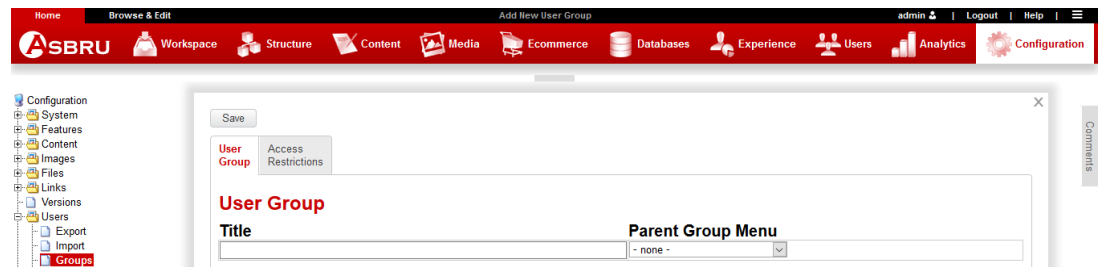 Home Browse & Edit Add New User Group admin | Logout | Help |
ASBRU Workspace Structure Content Media Ecommerce Databases Experience Users Analytics Configuration
Configuration
System
Features
Content
Images
Files
Links
Versions
Users
Export
Import
Groups
X
Save
User Group
Access Restrictions
User Group
Title Parent Group Menu
- none -
Comments